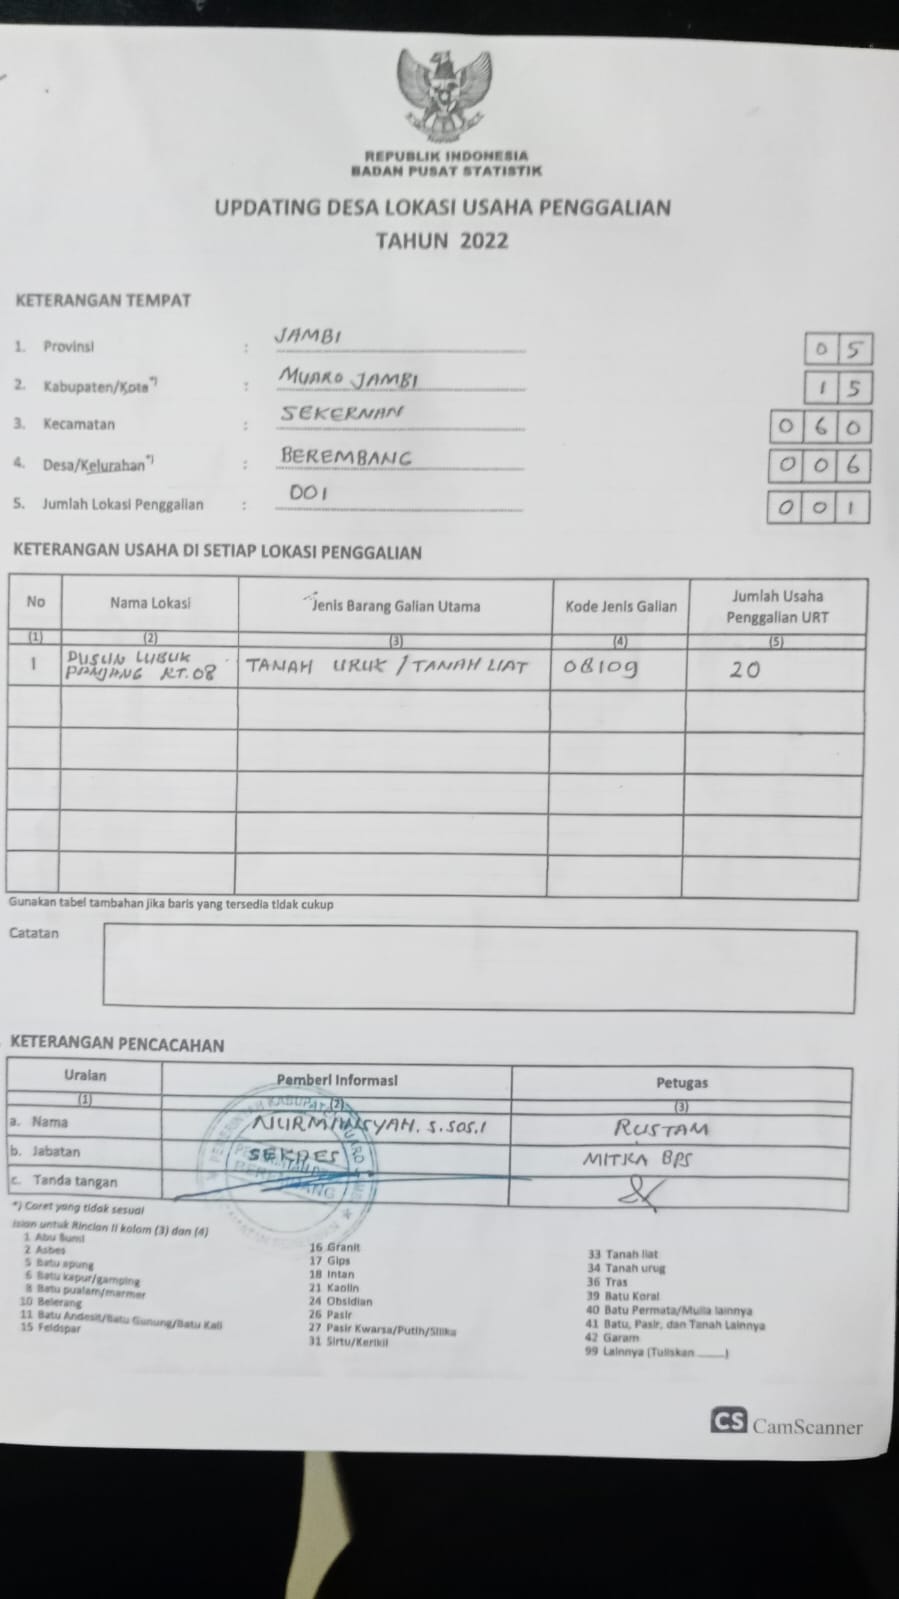 REPUBLIK INDONESIA
BADAN PUSAT STATISTIK
UPDATING DESA LOKASI USAHA PENGGALIAN
TAHUN 2022
KETERANGAN TEMPAT
1. Provinsi : JAMBI 0 5
2. Kabupaten/Kota*) : MUARO JAMBI 1 5
3. Kecamatan : SEKERNAN 0 6 0
4. Desa/Kelurahan*) : BEREMBANG 0 0 6
5. Jumlah Lokasi Penggalian : 001 0 0 1
KETERANGAN USAHA DI SETIAP LOKASI PENGGALIAN
No Nama Lokasi Jenis Barang Galian Utama Kode Jenis Galian Jumlah Usaha Penggalian URT
(1) (2) (3) (4) (5)
1 DUSUN LUBUK PANJANG RT.08 TANAH URUK / TANAH LIAT 08109 20
Gunakan tabel tambahan jika baris yang tersedia tidak cukup
Catatan
KETERANGAN PENCACAHAN
Uraian Pemberi Informasi Petugas
(1) (2) (3)
a. Nama NURMIANSYAH. S.SOS.I RUSTAM
b. Jabatan SEKDES MITRA BPS
c. Tanda tangan
PEMERINTAH KABUPATEN MUARO
BEREMBANG
*) Coret yang tidak sesuai
Isian untuk Rincian II kolom (3) dan (4)
1 Abu Bumi
2 Asbes
5 Batu apung
6 Batu kapur/gamping
8 Batu pualam/marmer
10 Belerang
11 Batu Andesit/Batu Gunung/Batu Kali
15 Feldspar
16 Granit
17 Gips
18 Intan
21 Kaolin
24 Obsidian
26 Pasir
27 Pasir Kwarsa/Putih/Silika
31 Sirtu/Kerikil
33 Tanah liat
34 Tanah urug
36 Tras
39 Batu Koral
40 Batu Permata/Mulia lainnya
41 Batu, Pasir, dan Tanah Lainnya
42 Garam
99 Lainnya (Tuliskan ........)
CS CamScanner